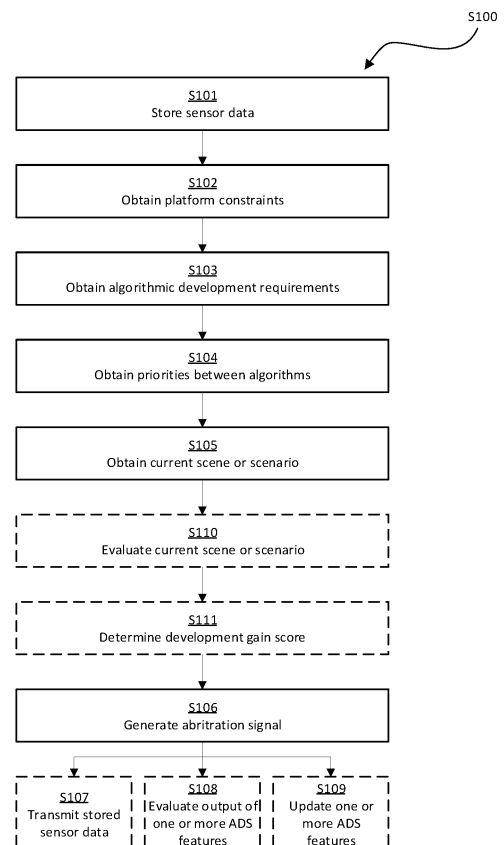 S100
S101
Store sensor data
S102
Obtain platform constraints
S103
Obtain algorithmic development requirements
S104
Obtain priorities between algorithms
S105
Obtain current scene or scenario
S110
Evaluate current scene or scenario
S111
Determine development gain score
S106
Generate abritration signal
S107
Transmit stored
sensor data
S108
Evaluate output of
one or more ADS
features
S109
Update one or
more ADS
features